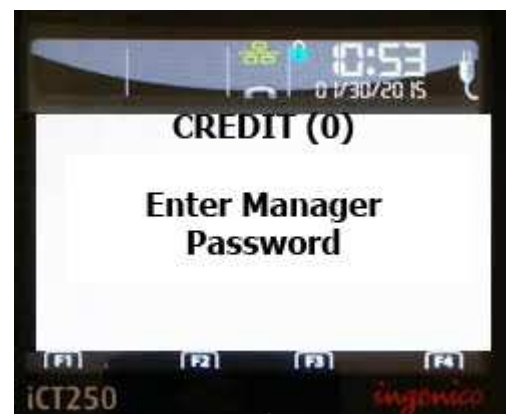 10:53
01/30/2015
CREDIT (0)
Enter Manager
Password
F1 F2 F3 F4
iCT250 ingenico